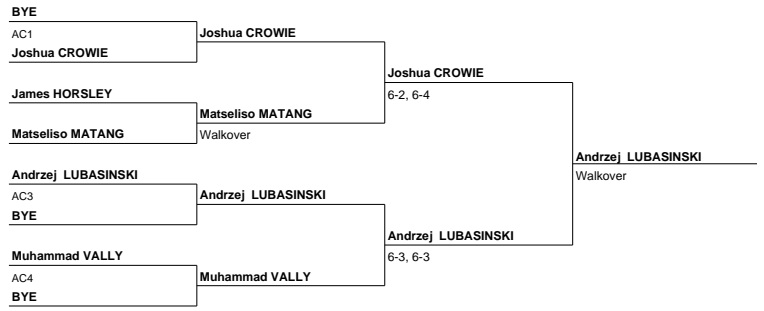 BYE
AC1
Joshua CROWIE
Joshua CROWIE
Joshua CROWIE
6-2, 6-4
James HORSLEY
Matseliso MATANG
Matseliso MATANG
Walkover
Andrzej LUBASINSKI
Walkover
Andrzej LUBASINSKI
AC3
Andrzej LUBASINSKI
BYE
Andrzej LUBASINSKI
6-3, 6-3
Muhammad VALLY
AC4
Muhammad VALLY
BYE